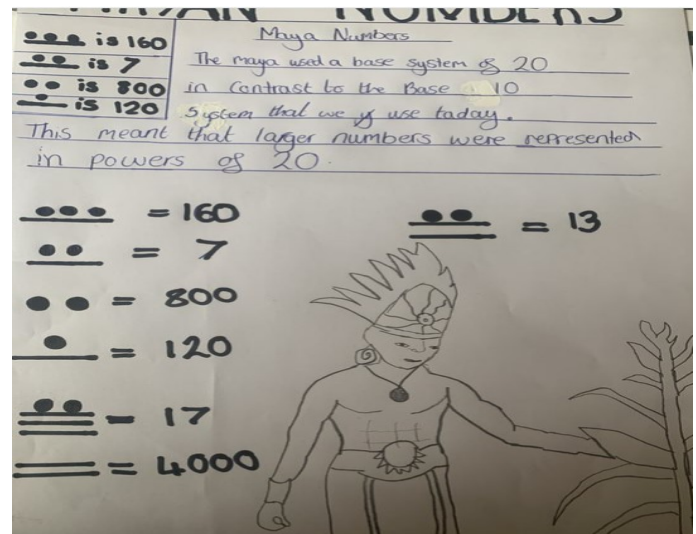 MAYAN NUMBERS
is 160
is 7
is 800
is 120
Maya Numbers
The maya used a base system of 20
in contrast to the Base 10
system that we use today.
This meant that larger numbers were represented
in powers of 20.
= 160
= 7
= 800
= 120
= 17
= 4000
= 13